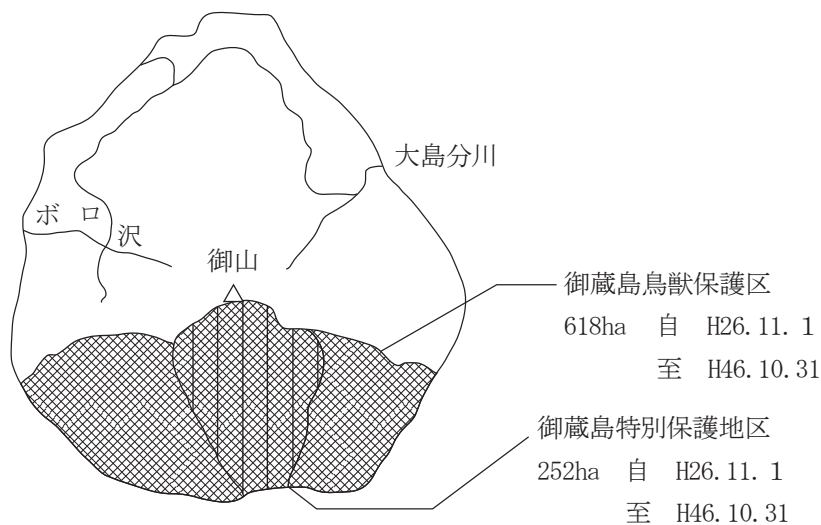 大島分川
ボロ沢
御山
御蔵島鳥獣保護区
618ha 自 H26.11.1
至 H46.10.31
御蔵島特別保護地区
252ha 自 H26.11.1
至 H46.10.31